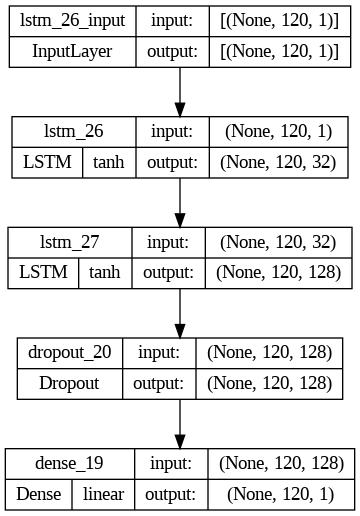 lstm_26_input input: [(None, 120, 1)]
InputLayer output: [(None, 120, 1)]
lstm_26 input: (None, 120, 1)
LSTM tanh output: (None, 120, 32)
lstm_27 input: (None, 120, 32)
LSTM tanh output: (None, 120, 128)
dropout_20 input: (None, 120, 128)
Dropout output: (None, 120, 128)
dense_19 input: (None, 120, 128)
Dense linear output: (None, 120, 1)